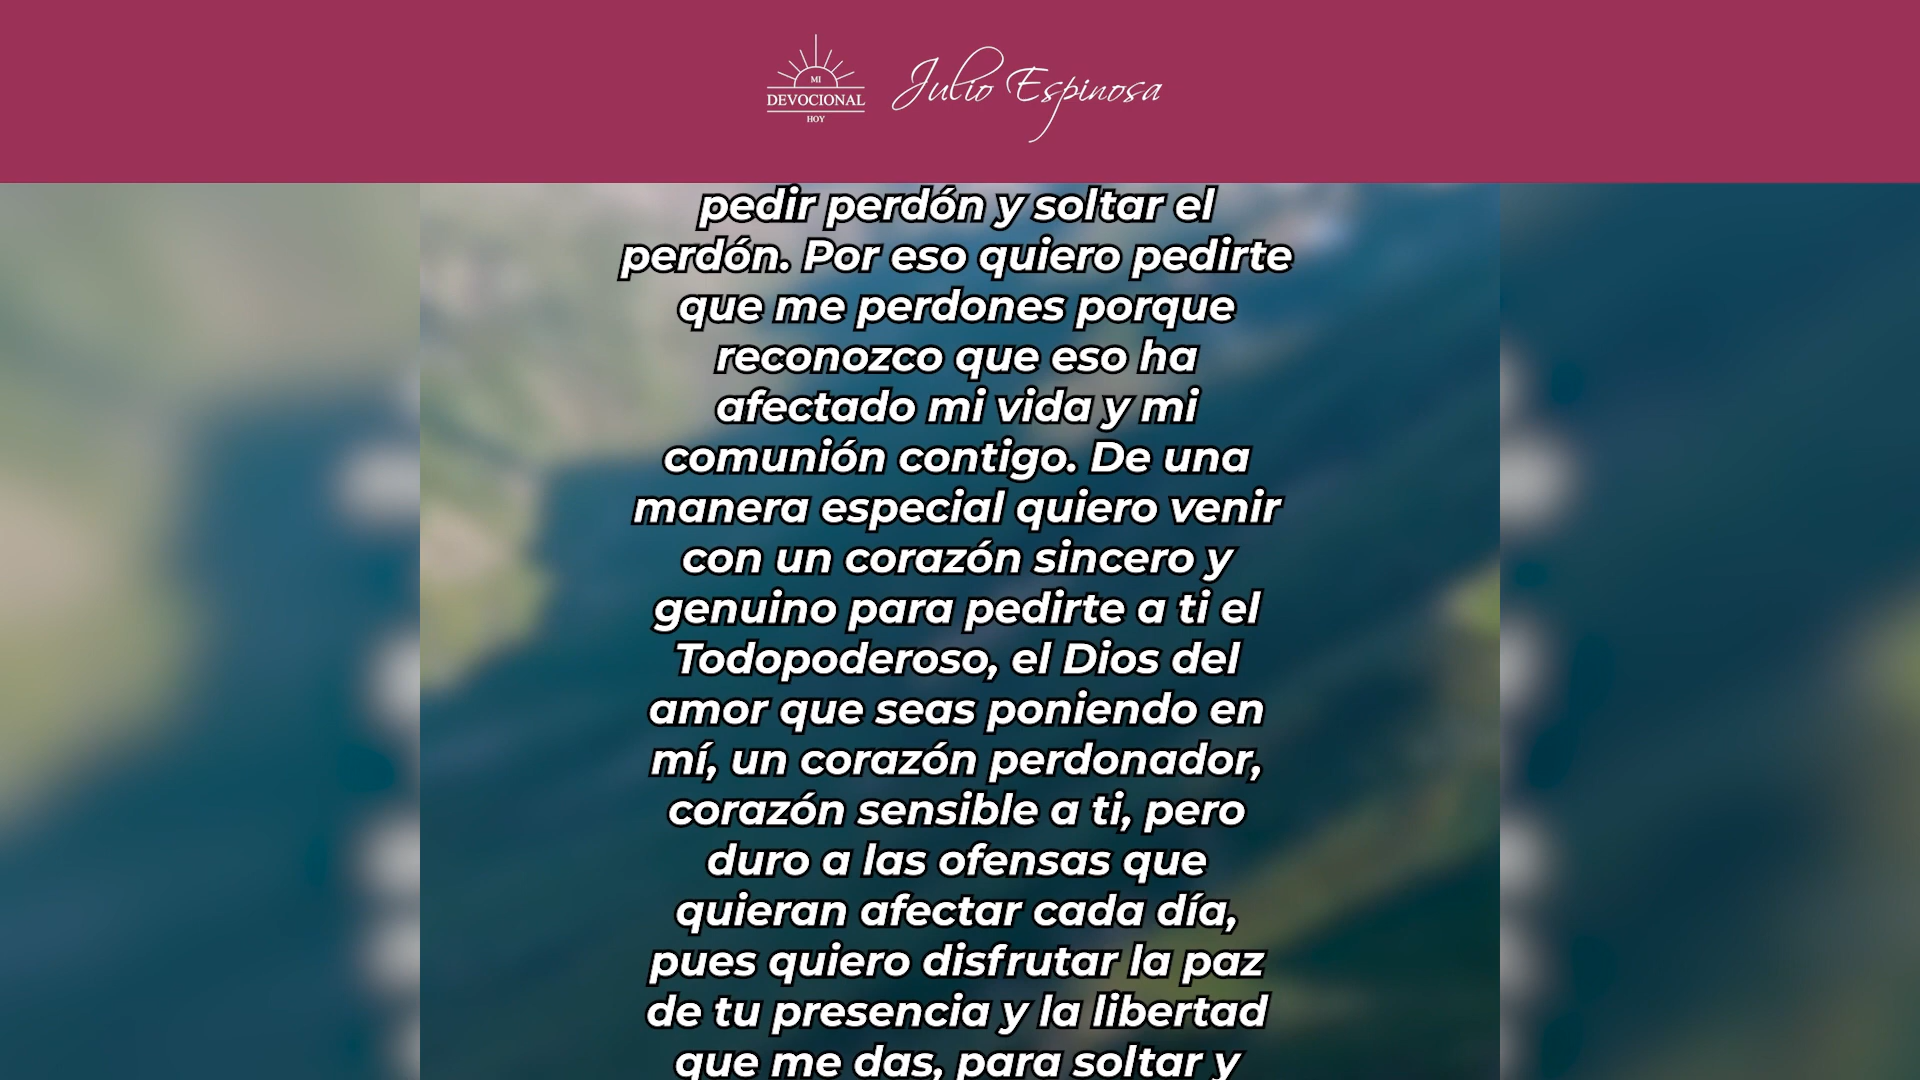 MI
DEVOCIONAL
HOY
Julio Espinosa
pedir perdón y soltar el
perdón. Por eso quiero pedirte
que me perdones porque
reconozco que eso ha
afectado mi vida y mi
comunión contigo. De una
manera especial quiero venir
con un corazón sincero y
genuino para pedirte a ti el
Todopoderoso, el Dios del
amor que seas poniendo en
mí, un corazón perdonador,
corazón sensible a ti, pero
duro a las ofensas que
quieran afectar cada día,
pues quiero disfrutar la paz
de tu presencia y la libertad
que me das, para soltar y